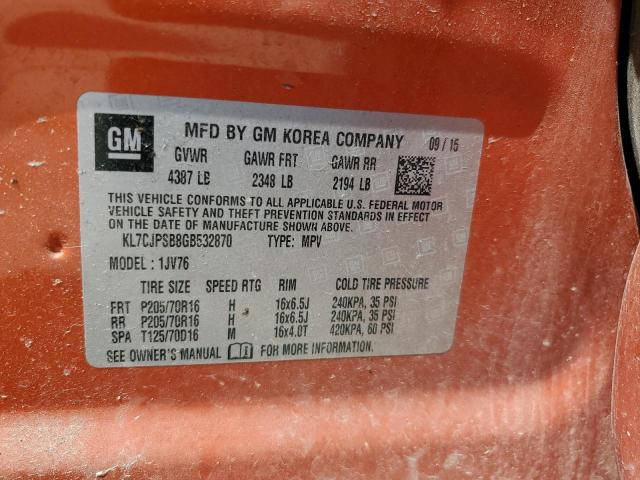 GM
MFD BY GM KOREA COMPANY 09/15
GVWR GAWR FRT GAWR RR
4387 LB 2348 LB 2194 LB
THIS VEHICLE CONFORMS TO ALL APPLICABLE U.S. FEDERAL MOTOR
VEHICLE SAFETY AND THEFT PREVENTION STANDARDS IN EFFECT
ON THE DATE OF MANUFACTURE SHOWN ABOVE.
KL7CJPSB8GB532870 TYPE: MPV
MODEL: 1JV76
TIRE SIZE SPEED RTG RIM COLD TIRE PRESSURE
FRT P205/70R16 H 16x6.5J 240KPA, 35 PSI
RR P205/70R16 H 16x6.5J 240KPA, 35 PSI
SPA T125/70D16 M 16x4.0T 420KPA, 60 PSI
SEE OWNER'S MANUAL FOR MORE INFORMATION.